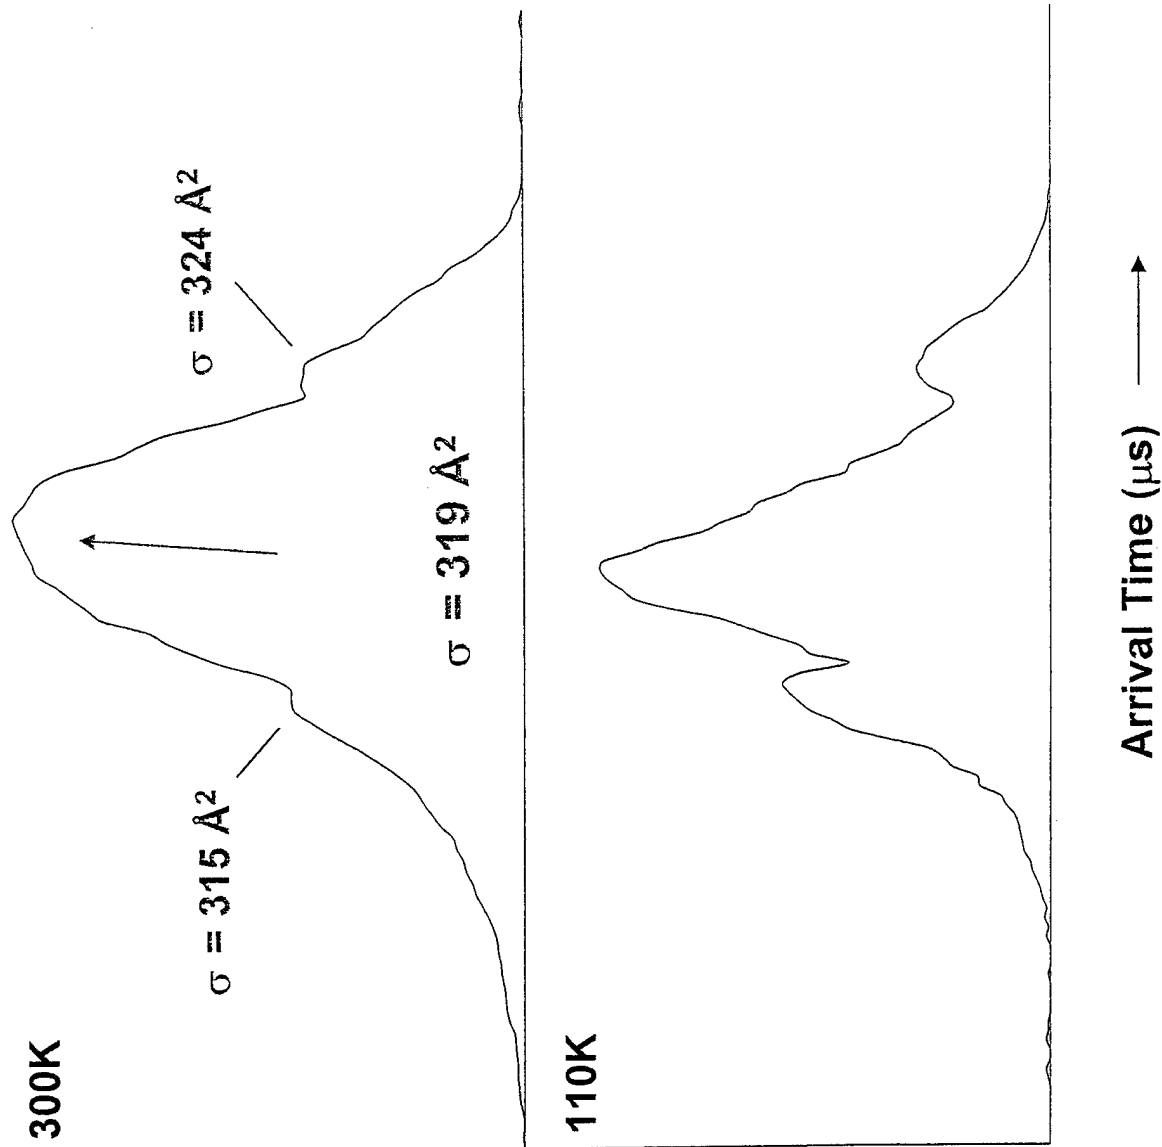 300K
σ = 315 Å²
σ = 319 Å²
σ = 324 Å²
110K
Arrival Time (μs)